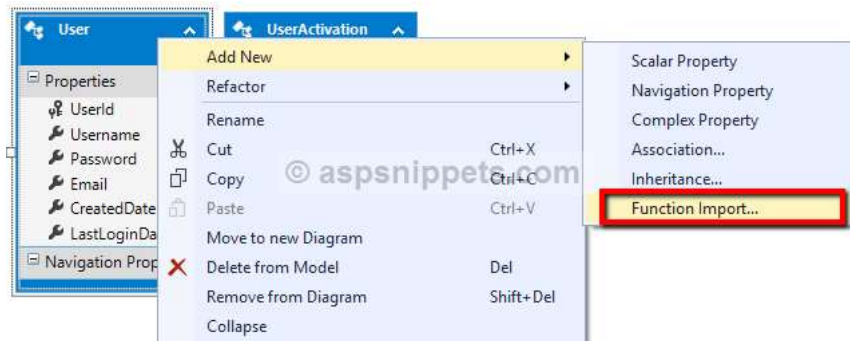 User
UserActivation
Properties
UserId
Username
Password
Email
CreatedDate
LastLoginDa
Navigation Prop
Add New
Refactor
Rename
Cut Ctrl+X
Copy Ctrl+C
Paste Ctrl+V
Move to new Diagram
Delete from Model Del
Remove from Diagram Shift+Del
Collapse
Scalar Property
Navigation Property
Complex Property
Association...
Inheritance...
Function Import...
© aspsnippets.com